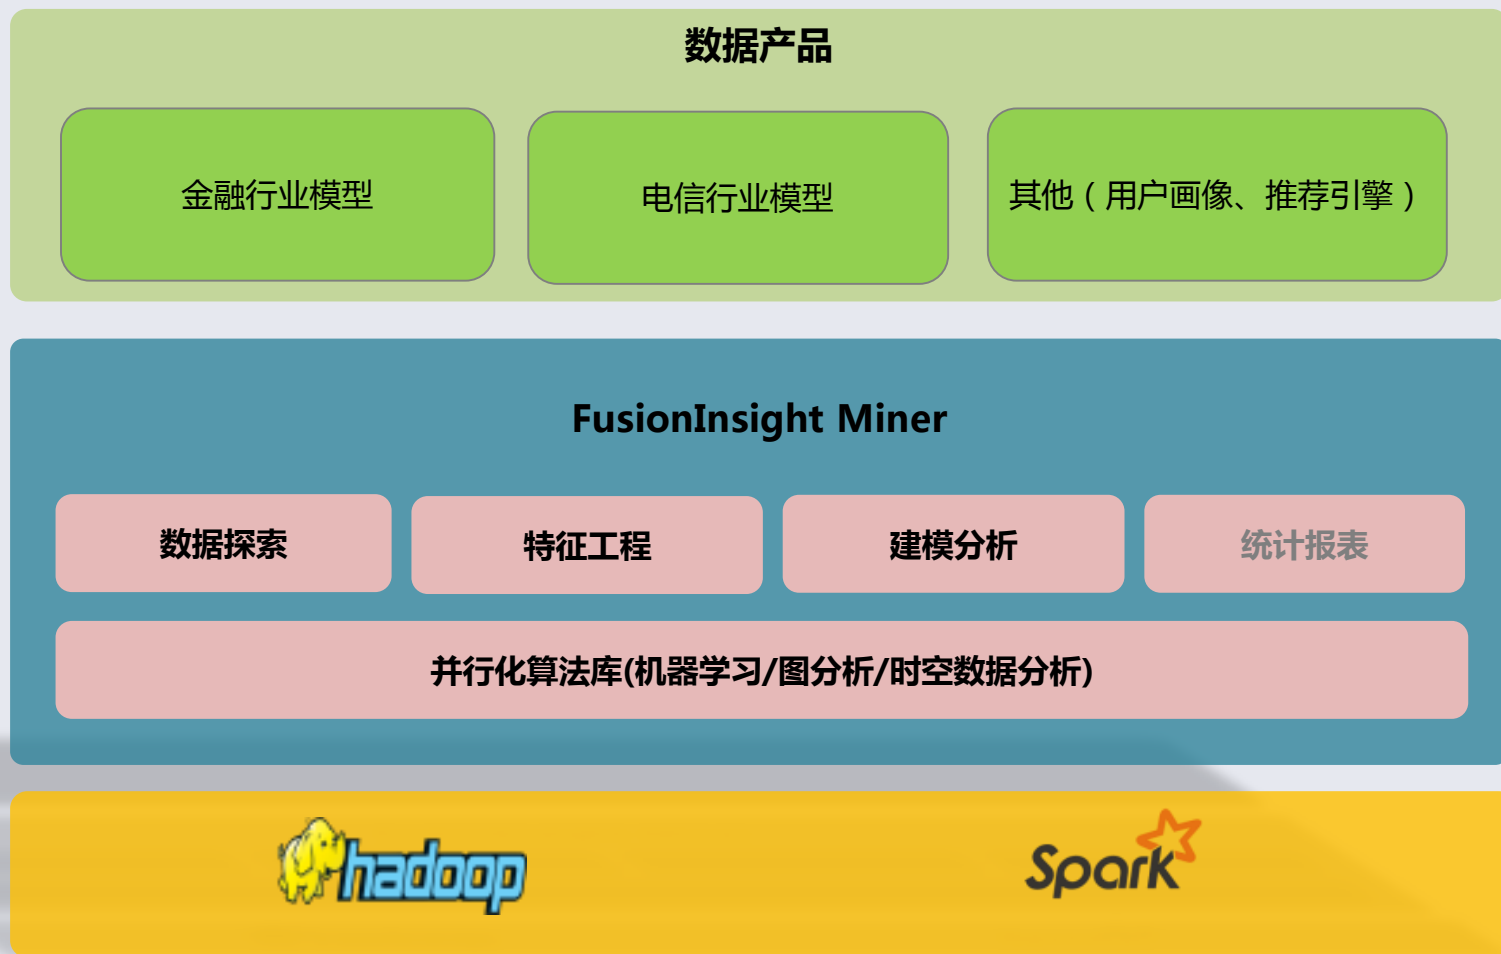 数据产品
金融行业模型
电信行业模型
其他（用户画像、推荐引擎）
FusionInsight Miner
数据探索
特征工程
建模分析
统计报表
并行化算法库(机器学习/图分析/时空数据分析)
hadoop
Spark